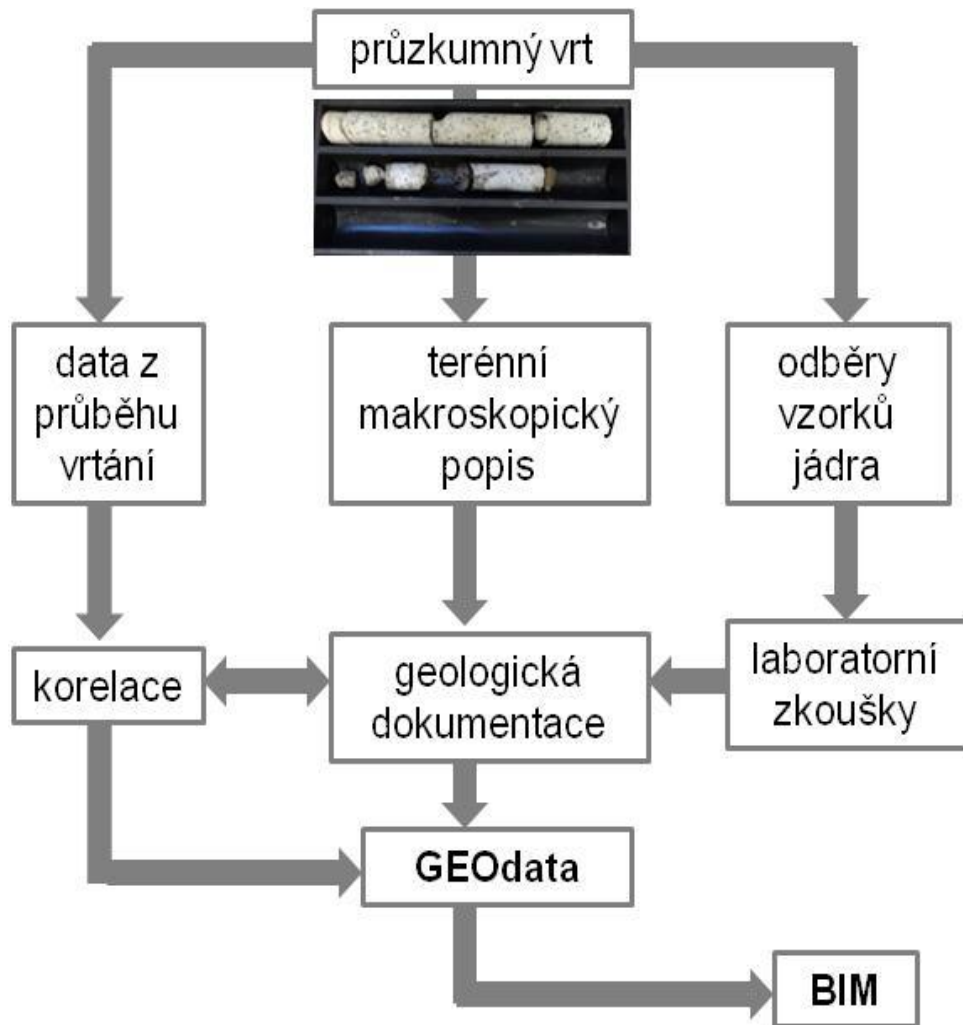 průzkumný vrt
data z
průběhu
vrtání
terénní
makroskopický
popis
odběry
vzorků
jádra
korelace
geologická
dokumentace
laboratorní
zkoušky
GEOdata
BIM